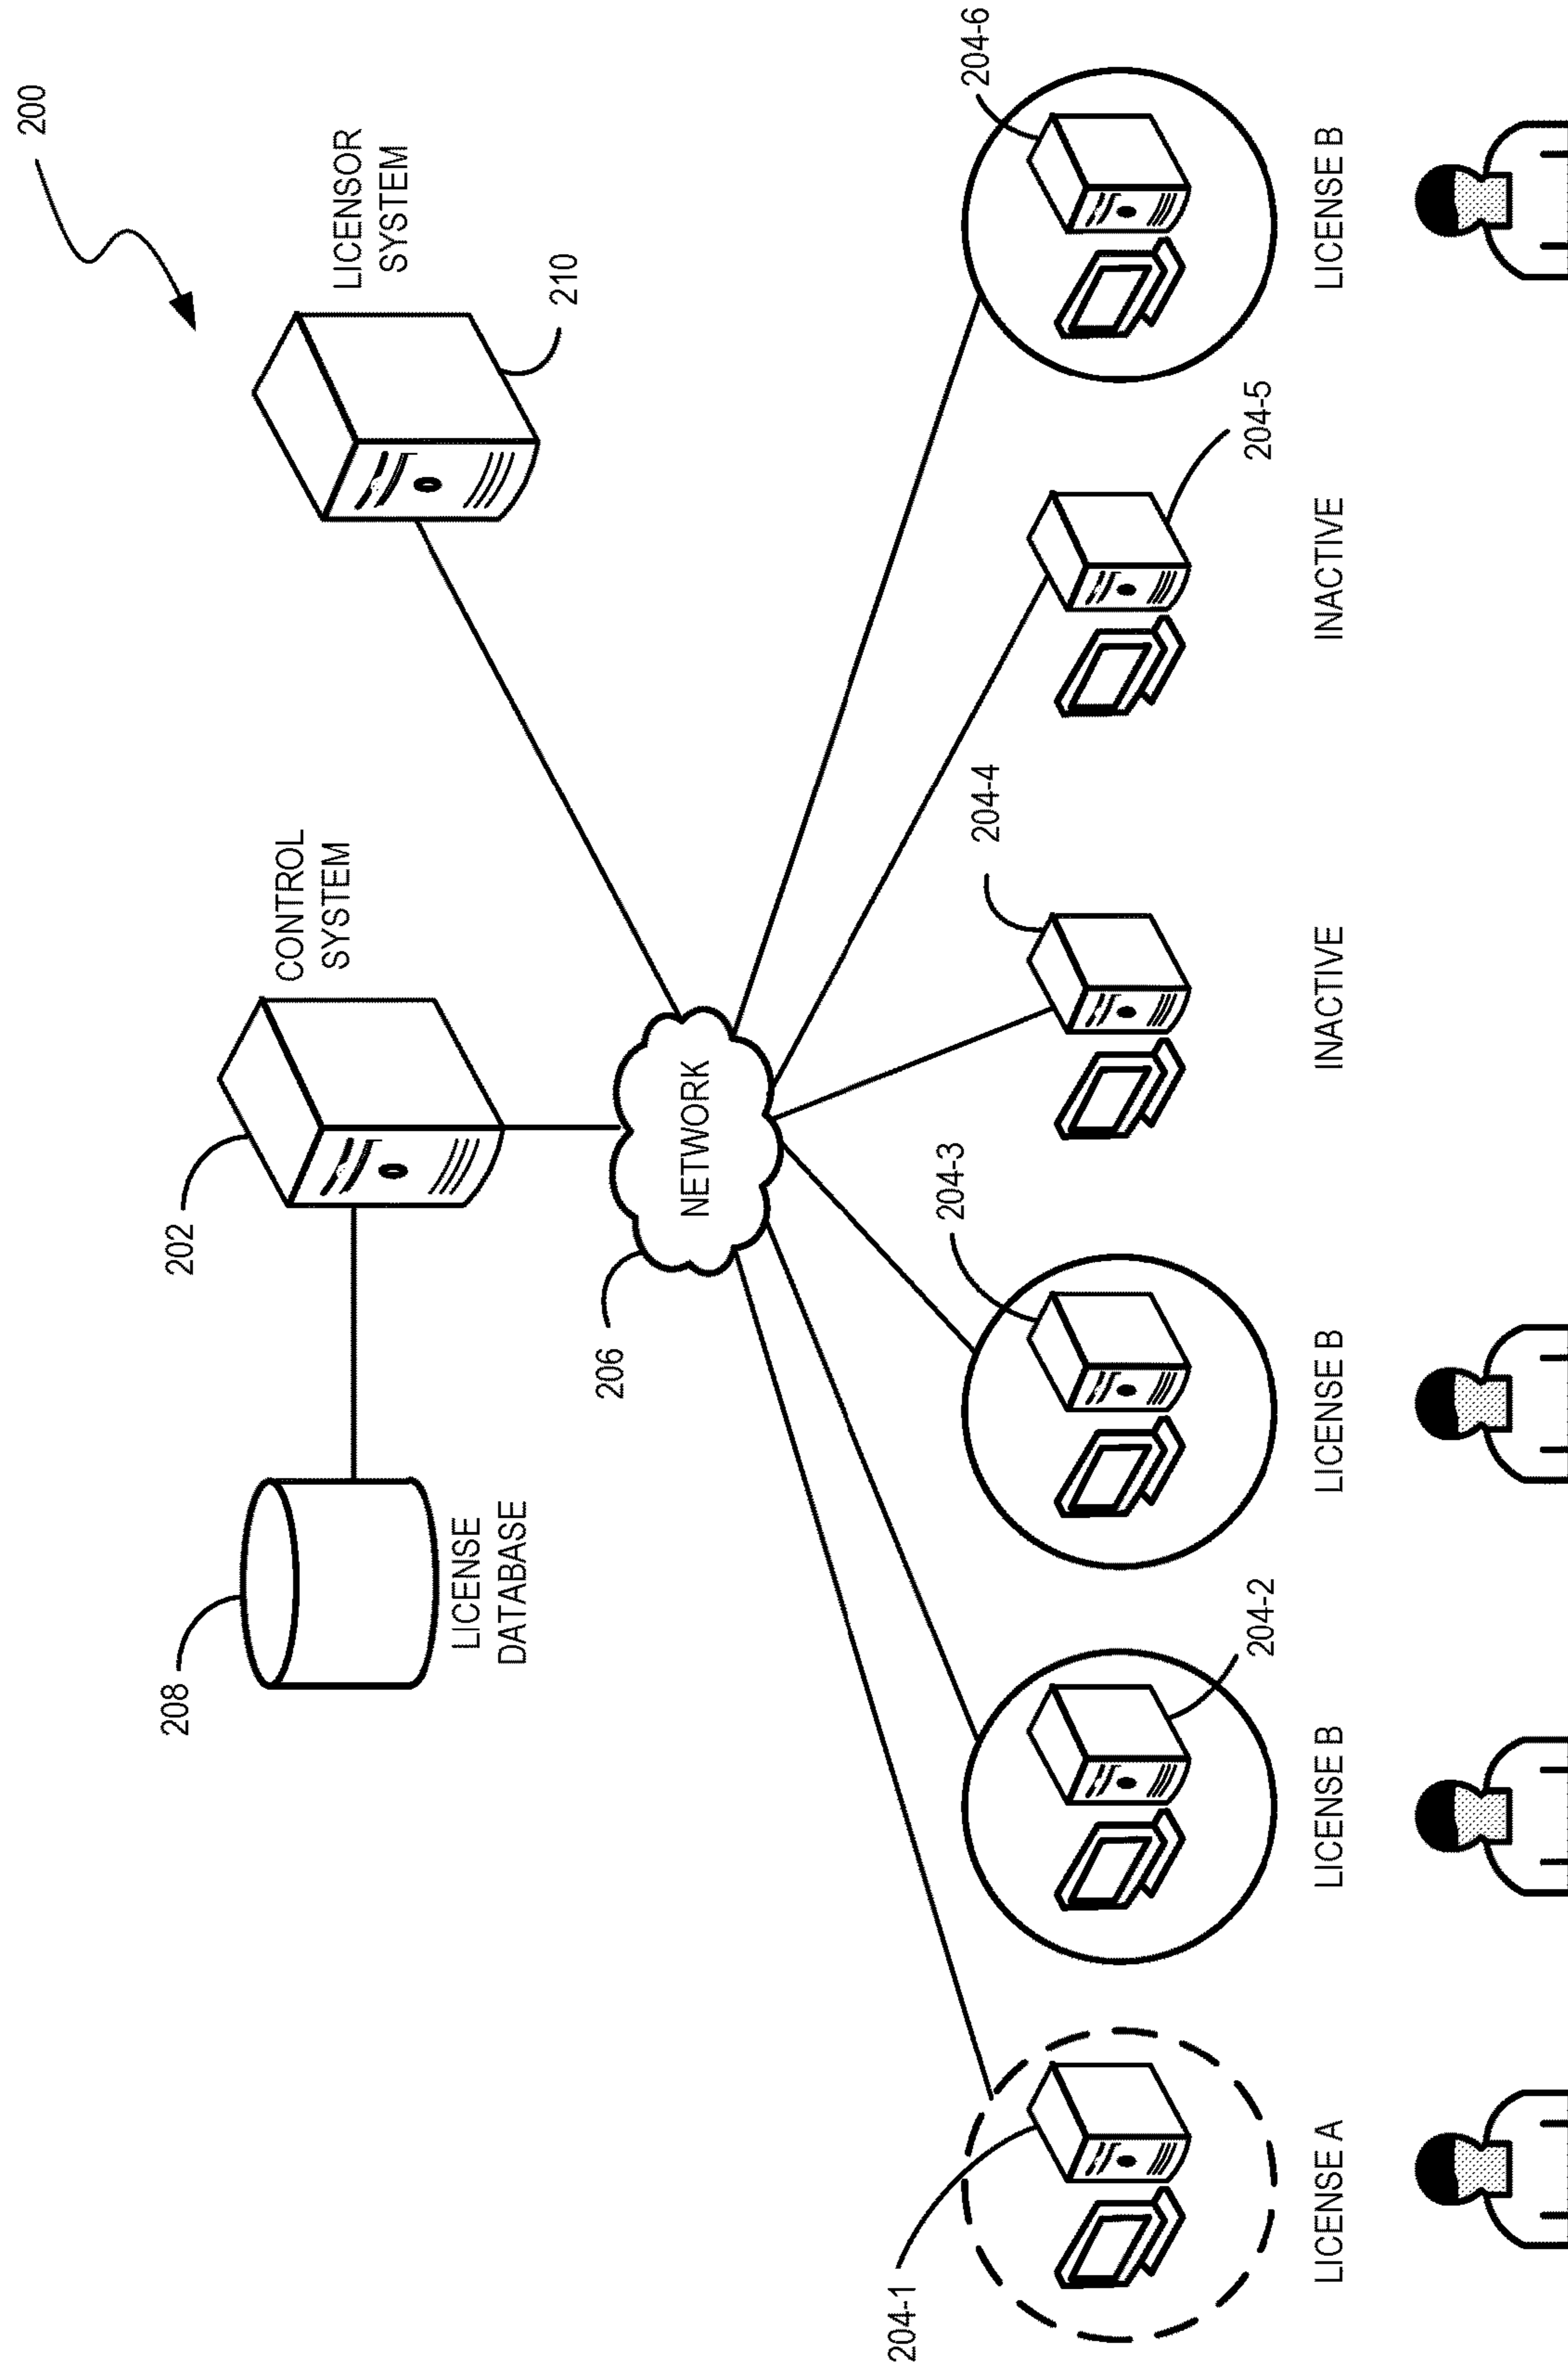 200
LICENSOR
SYSTEM
210
CONTROL
SYSTEM
202
208
LICENSE
DATABASE
NETWORK
206
204-1
204-2
204-3
204-4
204-5
204-6
LICENSE A
LICENSE B
LICENSE B
INACTIVE
INACTIVE
LICENSE B